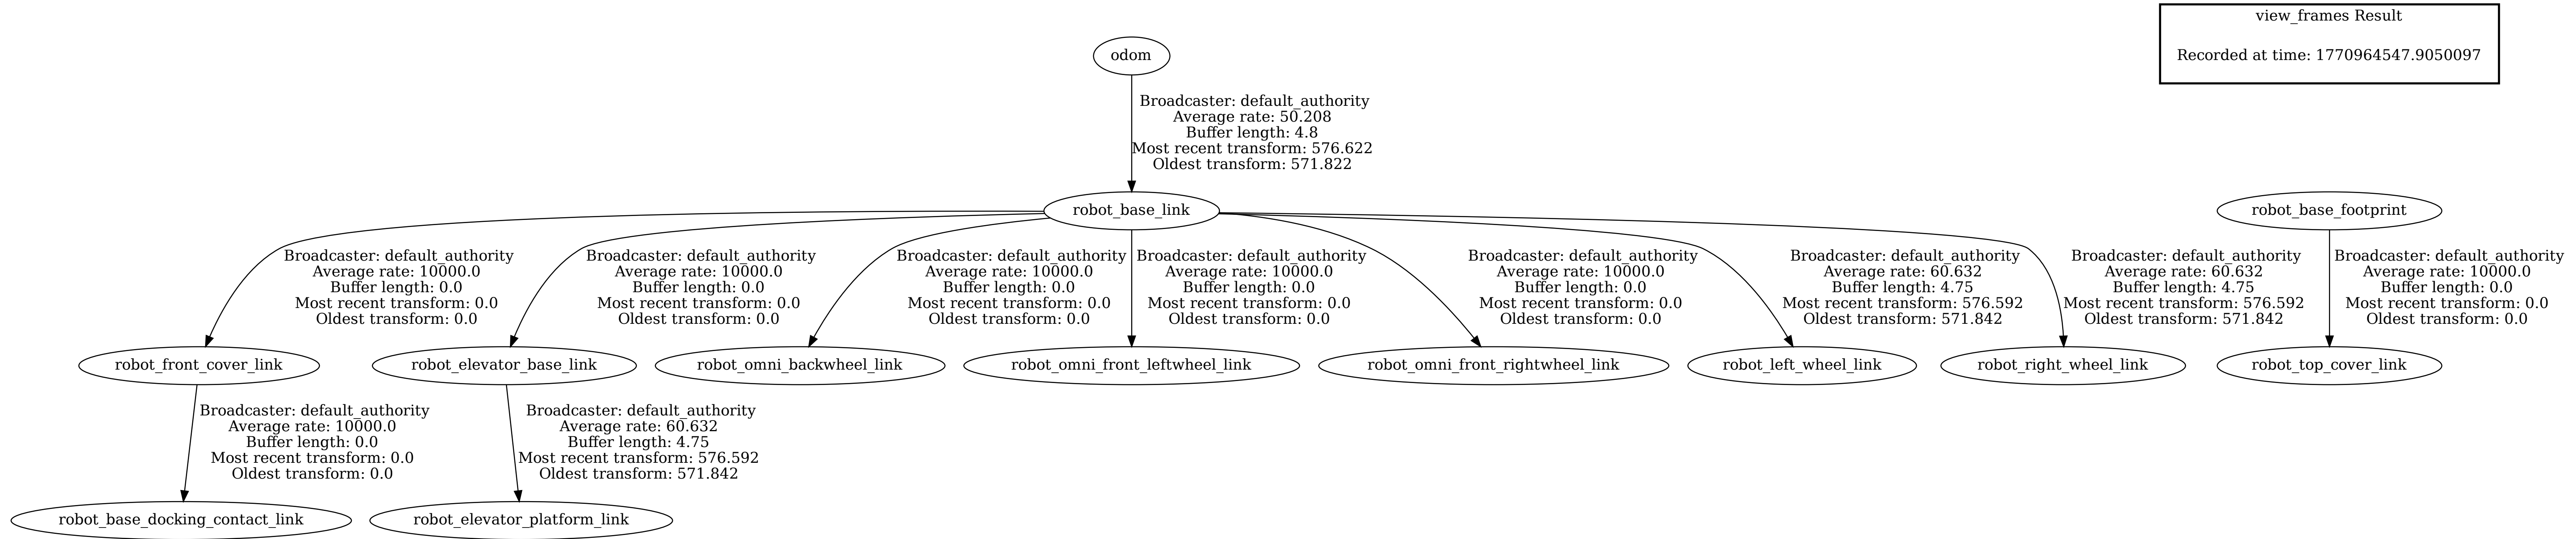 view_frames Result
Recorded at time: 1770964547.9050097
odom
Broadcaster: default_authority
Average rate: 50.208
Buffer length: 4.8
Most recent transform: 576.622
Oldest transform: 571.822
robot_base_link
robot_base_footprint
Broadcaster: default_authority
Average rate: 10000.0
Buffer length: 0.0
Most recent transform: 0.0
Oldest transform: 0.0
Broadcaster: default_authority
Average rate: 10000.0
Buffer length: 0.0
Most recent transform: 0.0
Oldest transform: 0.0
Broadcaster: default_authority
Average rate: 10000.0
Buffer length: 0.0
Most recent transform: 0.0
Oldest transform: 0.0
Broadcaster: default_authority
Average rate: 10000.0
Buffer length: 0.0
Most recent transform: 0.0
Oldest transform: 0.0
Broadcaster: default_authority
Average rate: 10000.0
Buffer length: 0.0
Most recent transform: 0.0
Oldest transform: 0.0
Broadcaster: default_authority
Average rate: 60.632
Buffer length: 4.75
Most recent transform: 576.592
Oldest transform: 571.842
Broadcaster: default_authority
Average rate: 60.632
Buffer length: 4.75
Most recent transform: 576.592
Oldest transform: 571.842
Broadcaster: default_authority
Average rate: 10000.0
Buffer length: 0.0
Most recent transform: 0.0
Oldest transform: 0.0
robot_front_cover_link
robot_elevator_base_link
robot_omni_backwheel_link
robot_omni_front_leftwheel_link
robot_omni_front_rightwheel_link
robot_left_wheel_link
robot_right_wheel_link
robot_top_cover_link
Broadcaster: default_authority
Average rate: 10000.0
Buffer length: 0.0
Most recent transform: 0.0
Oldest transform: 0.0
Broadcaster: default_authority
Average rate: 60.632
Buffer length: 4.75
Most recent transform: 576.592
Oldest transform: 571.842
robot_base_docking_contact_link
robot_elevator_platform_link